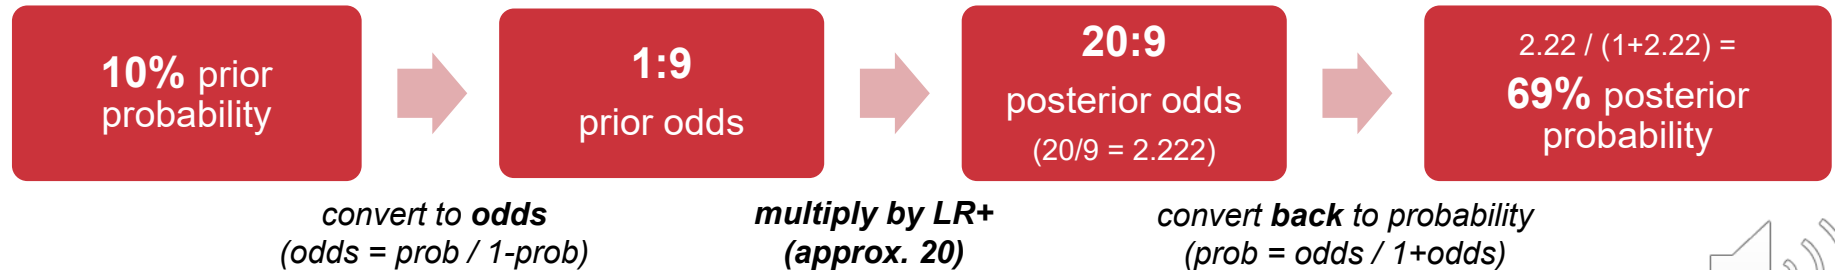 10% prior
probability
1:9
prior odds
20:9
posterior odds
(20/9 = 2.222)
2.22 / (1+2.22) =
69% posterior
probability
convert to odds
(odds = prob / 1-prob)
multiply by LR+
(approx. 20)
convert back to probability
(prob = odds / 1+odds)